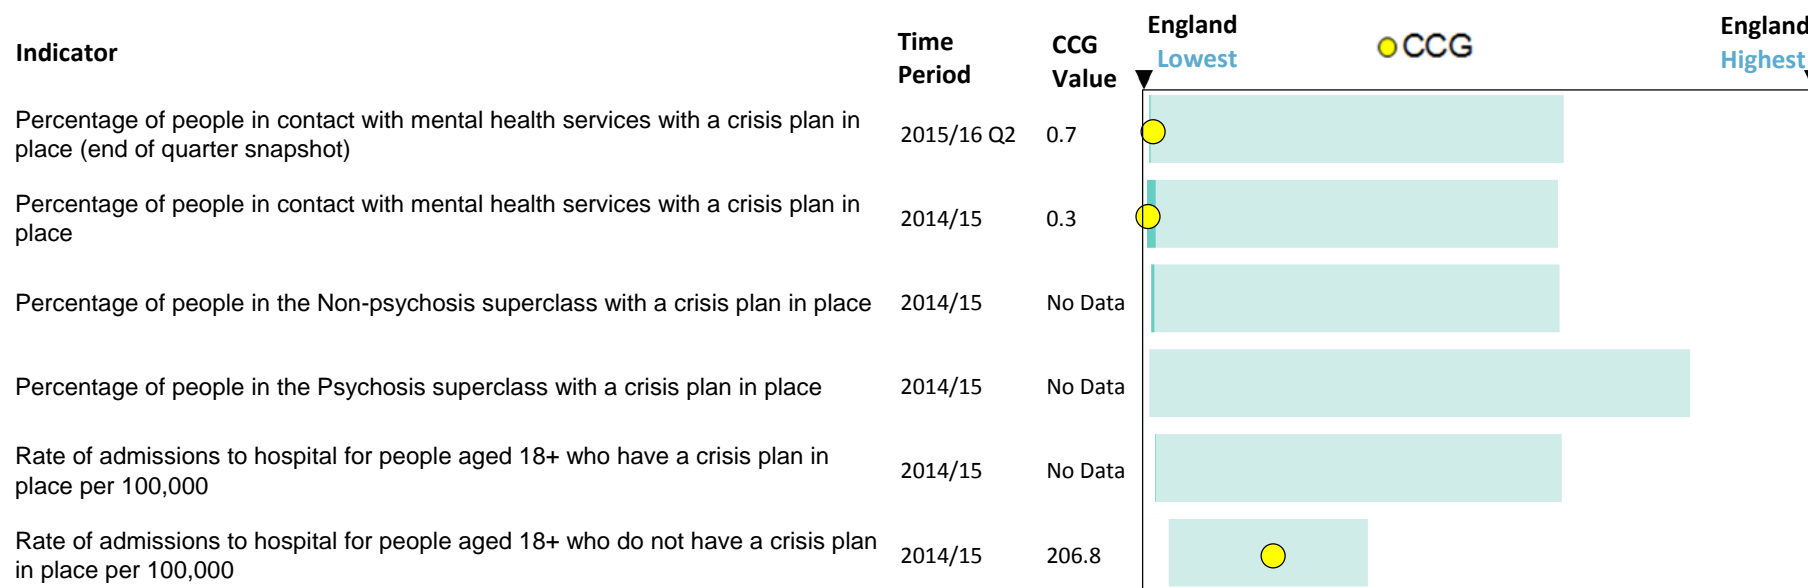 Indicator
Time
Period
CCG
Value
England
Lowest
CCG
England
Highest
Percentage of people in contact with mental health services with a crisis plan in
place (end of quarter snapshot)
2015/16 Q2
0.7
Percentage of people in contact with mental health services with a crisis plan in
place
2014/15
0.3
Percentage of people in the Non-psychosis superclass with a crisis plan in place
2014/15
No Data
Percentage of people in the Psychosis superclass with a crisis plan in place
2014/15
No Data
Rate of admissions to hospital for people aged 18+ who have a crisis plan in
place per 100,000
2014/15
No Data
Rate of admissions to hospital for people aged 18+ who do not have a crisis plan
in place per 100,000
2014/15
206.8